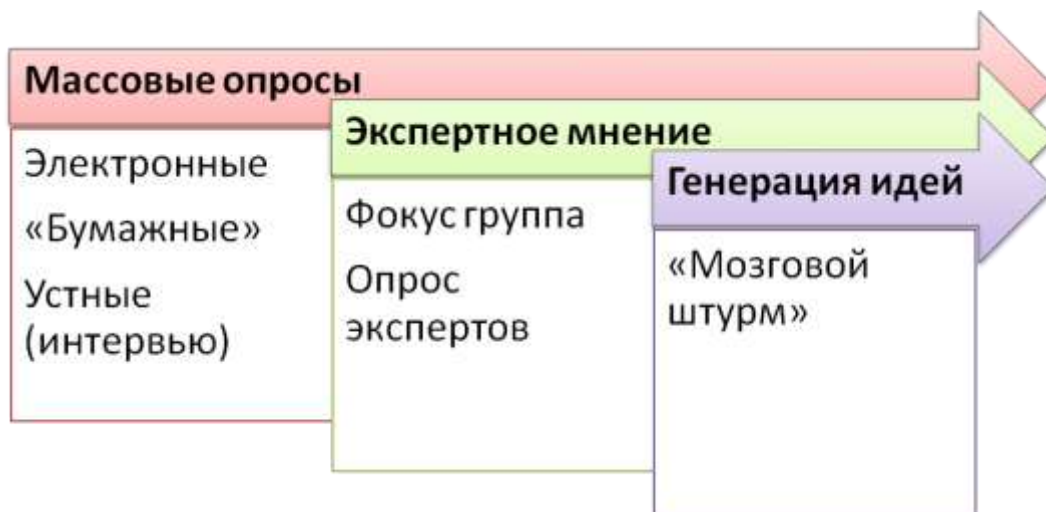 Массовые опросы
Электронные
«Бумажные»
Устные
(интервью)
Экспертное мнение
Фокус группа
Опрос
экспертов
Генерация идей
«Мозговой
штурм»